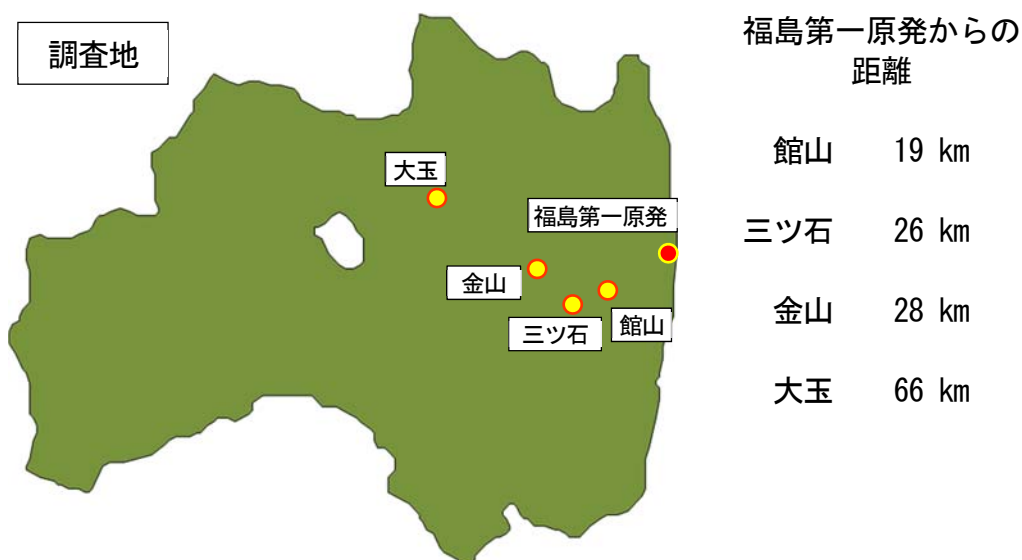 調査地
大玉
福島第一原発
金山
三ツ石
館山
福島第一原発からの
距離
館山 19 km
三ツ石 26 km
金山 28 km
大玉 66 km